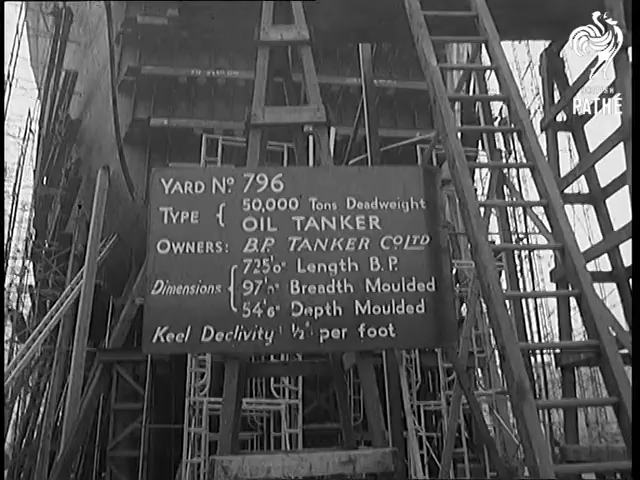 YARD Nº 796
TYPE { 50,000 Tons Deadweight
OIL TANKER
OWNERS: B.P. TANKER Cº LTD
Dimensions { 725'0" Length B.P.
97'0" Breadth Moulded
54'6" Depth Moulded
Keel Declivity ½" per foot
BRITISH
PATHÉ